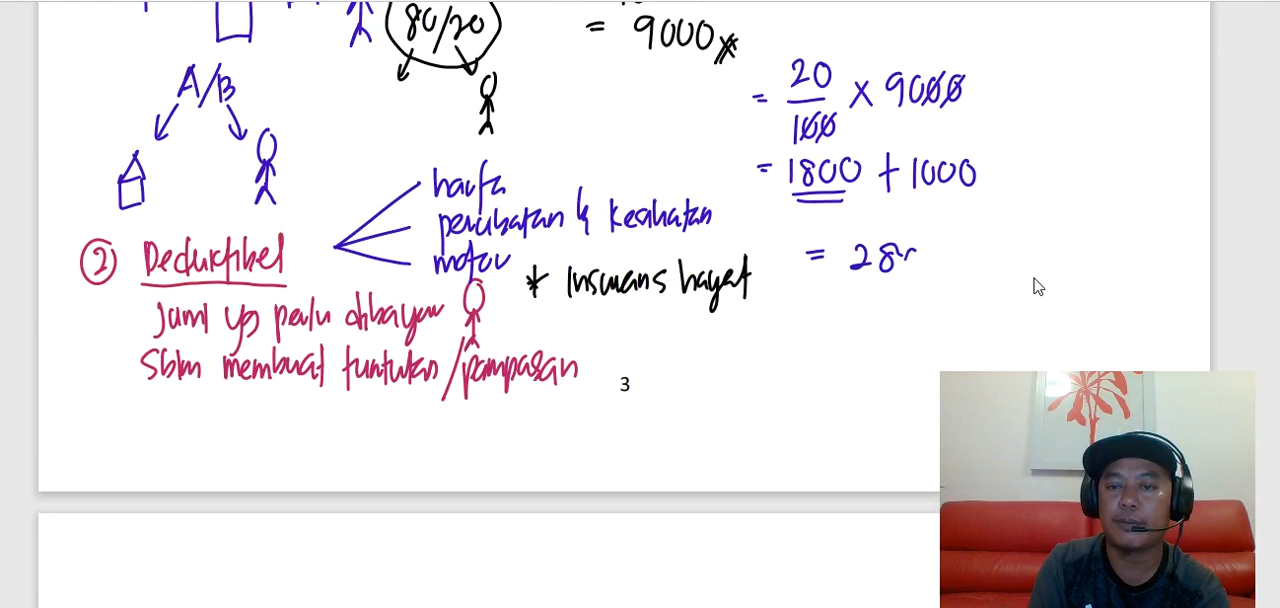 80/20
= 9000
A/B
= 20/100 x 9000
= 1800 + 1000
= 28
harta
perubatan & kesihatan
motor
* Insurans hayat
② Deduktibel
Juml yg perlu dibayar
sblm membuat tuntutan / pampasan
3